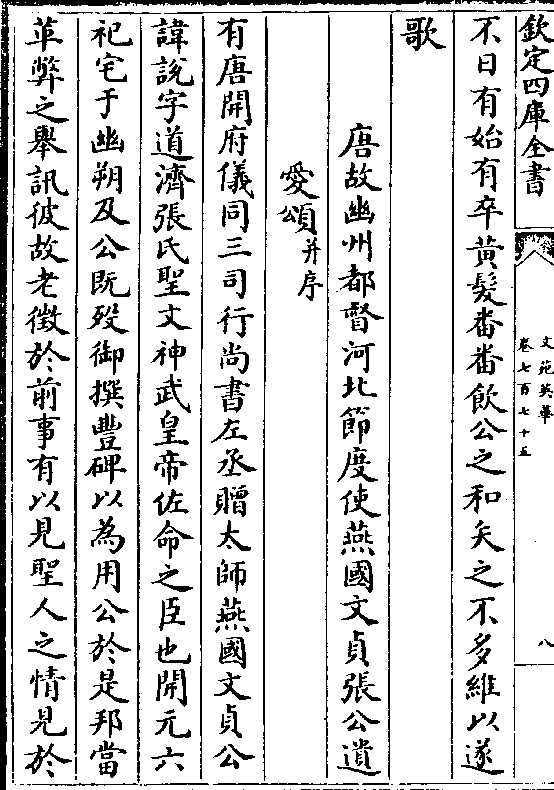 欽定四庫全書
文苑英華
卷七百七十五
八
不日有始有卒黃髮番番飲公之和矢之不多維以遂
歌
唐故幽州都督河北節度使燕國文貞張公遺
愛頌并序
有唐開府儀同三司行尚書左丞贈太師燕國文貞公
諱説字道濟張氏聖文神武皇帝佐命之臣也開元六
祀宅于幽朔及公既歿御撰豐碑以為用公於是邦當
革弊之舉訊彼故老徴於前事有以見聖人之情見於